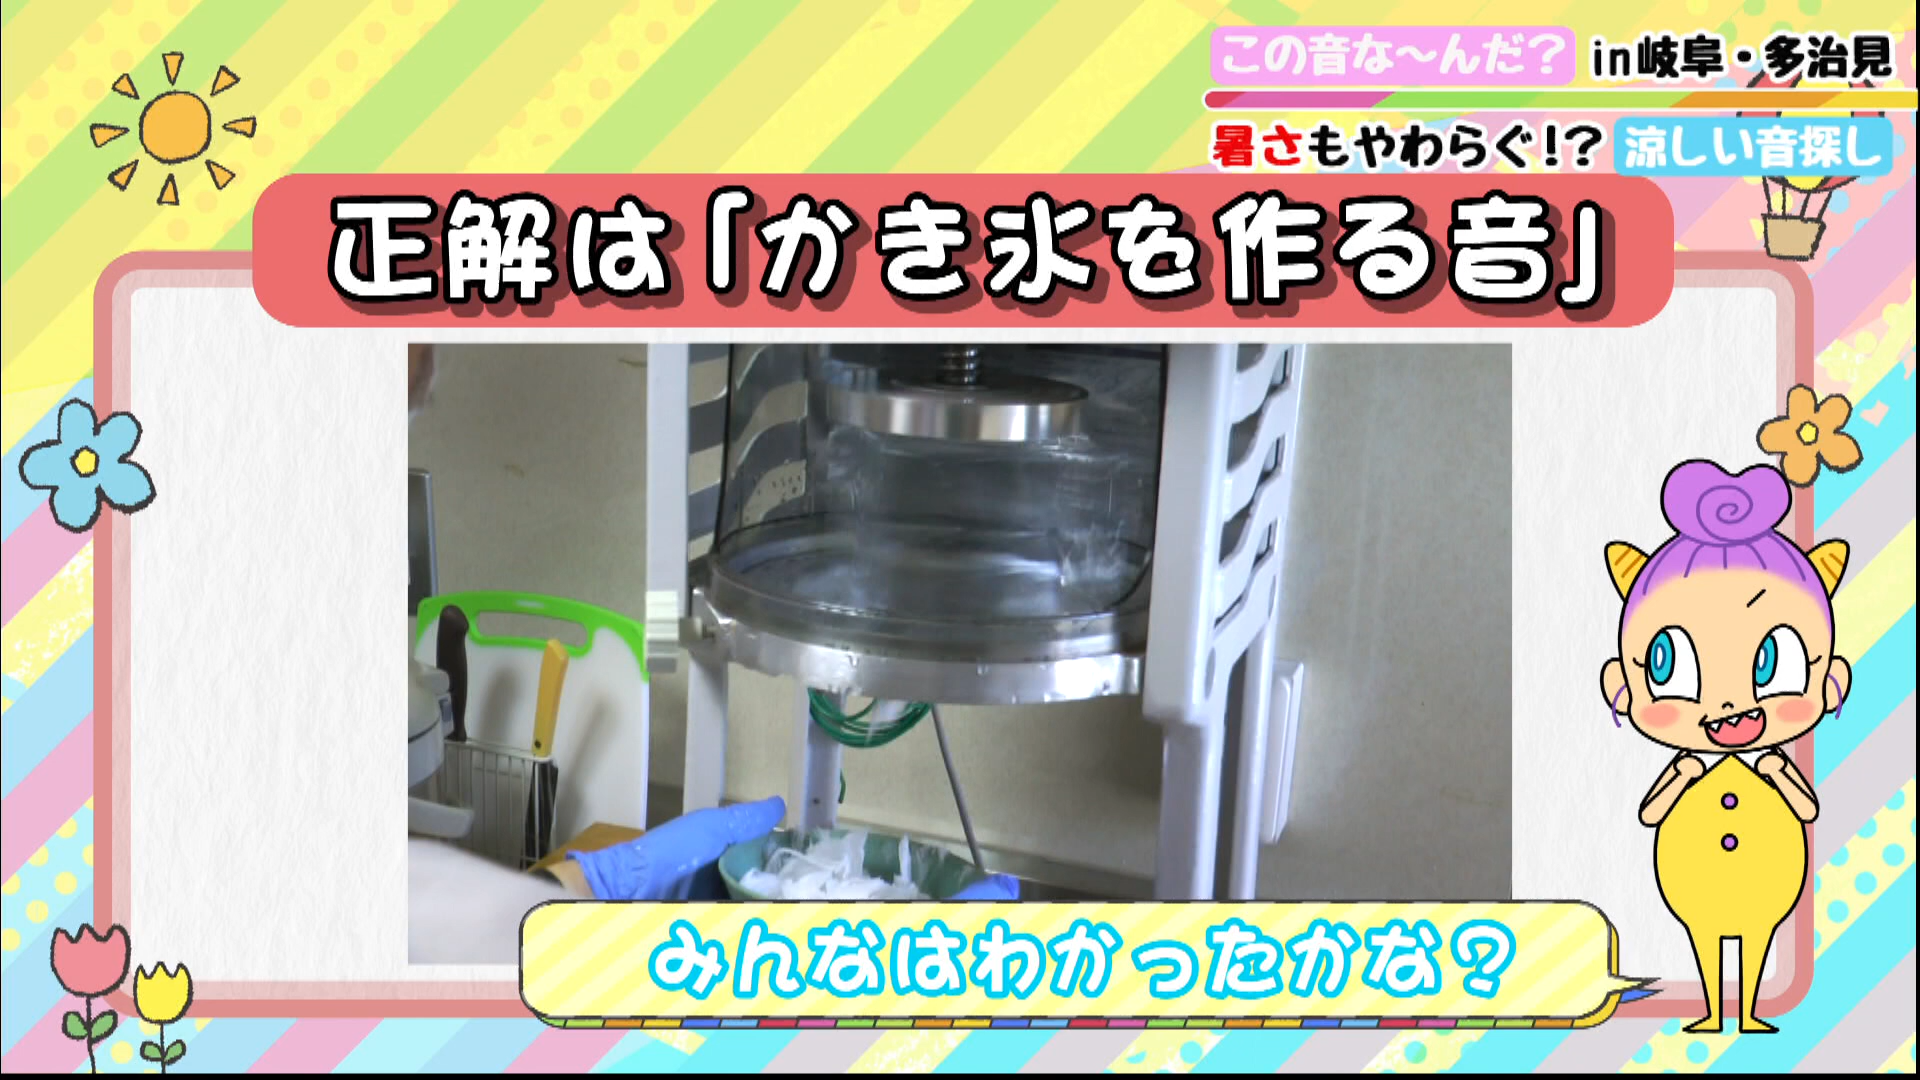 この音な〜んだ？ in岐阜・多治見
暑さもやわらぐ！？ 涼しい音探し
正解は「かき氷を作る音」
みんなはわかったかな？